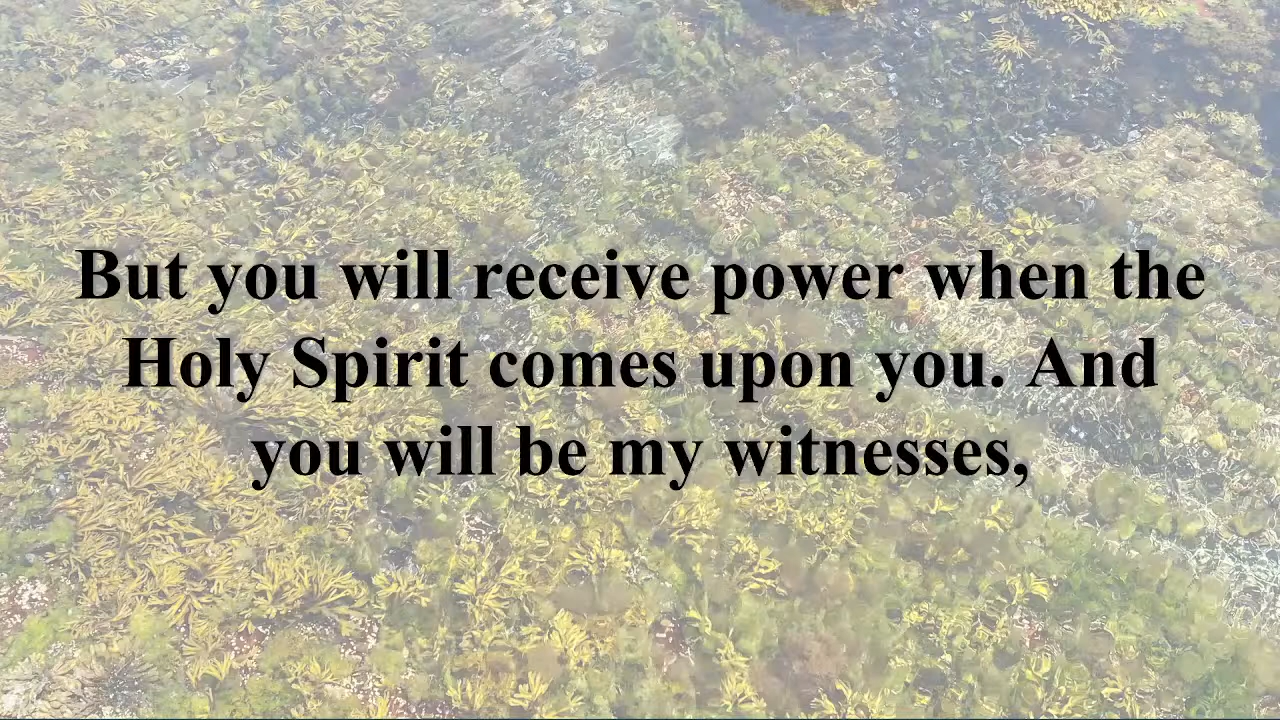 But you will receive power when the
Holy Spirit comes upon you. And
you will be my witnesses,